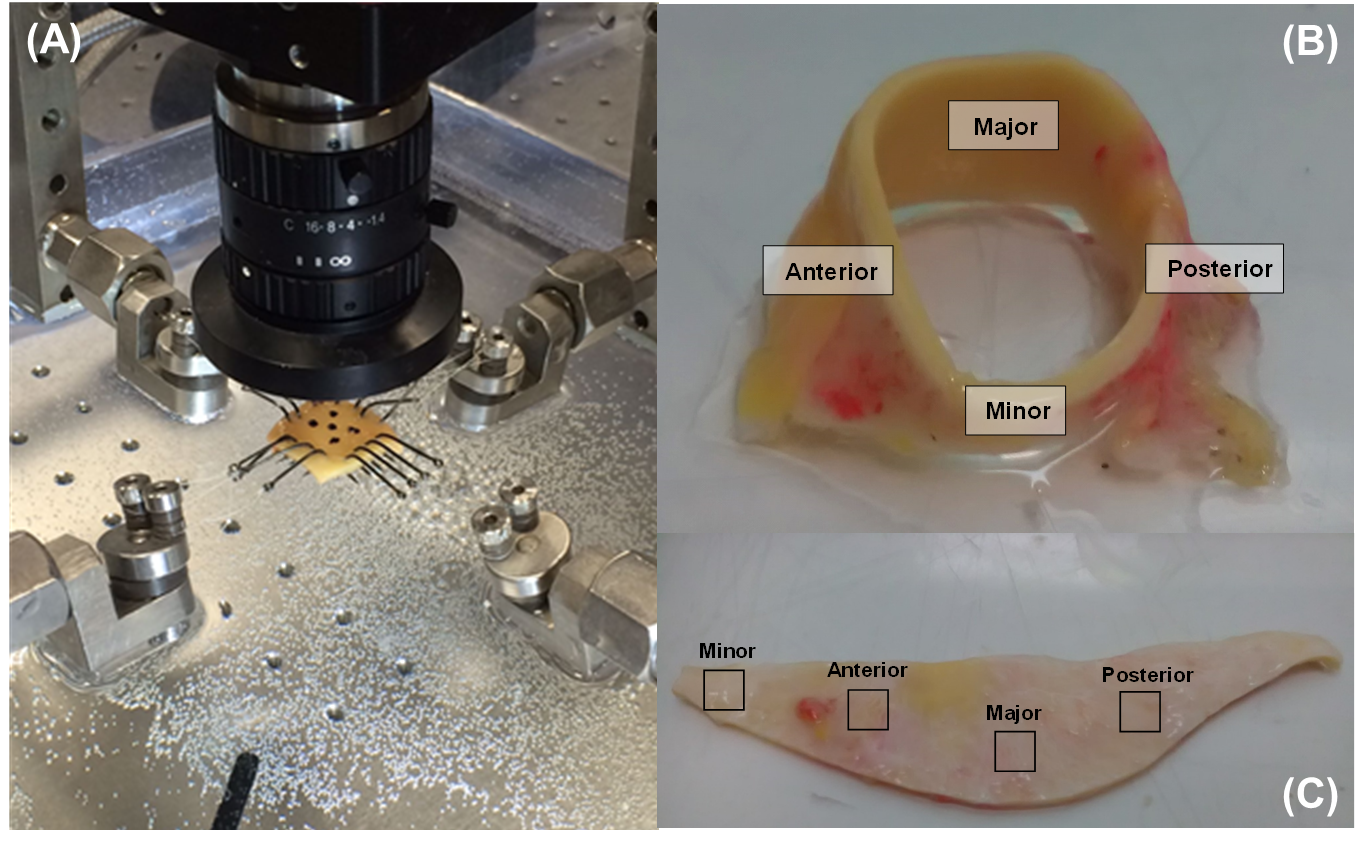 (A)
C 16-8-4--1.4
∞
(B)
Major
Anterior
Posterior
Minor
Minor
Anterior
Posterior
Major
(C)